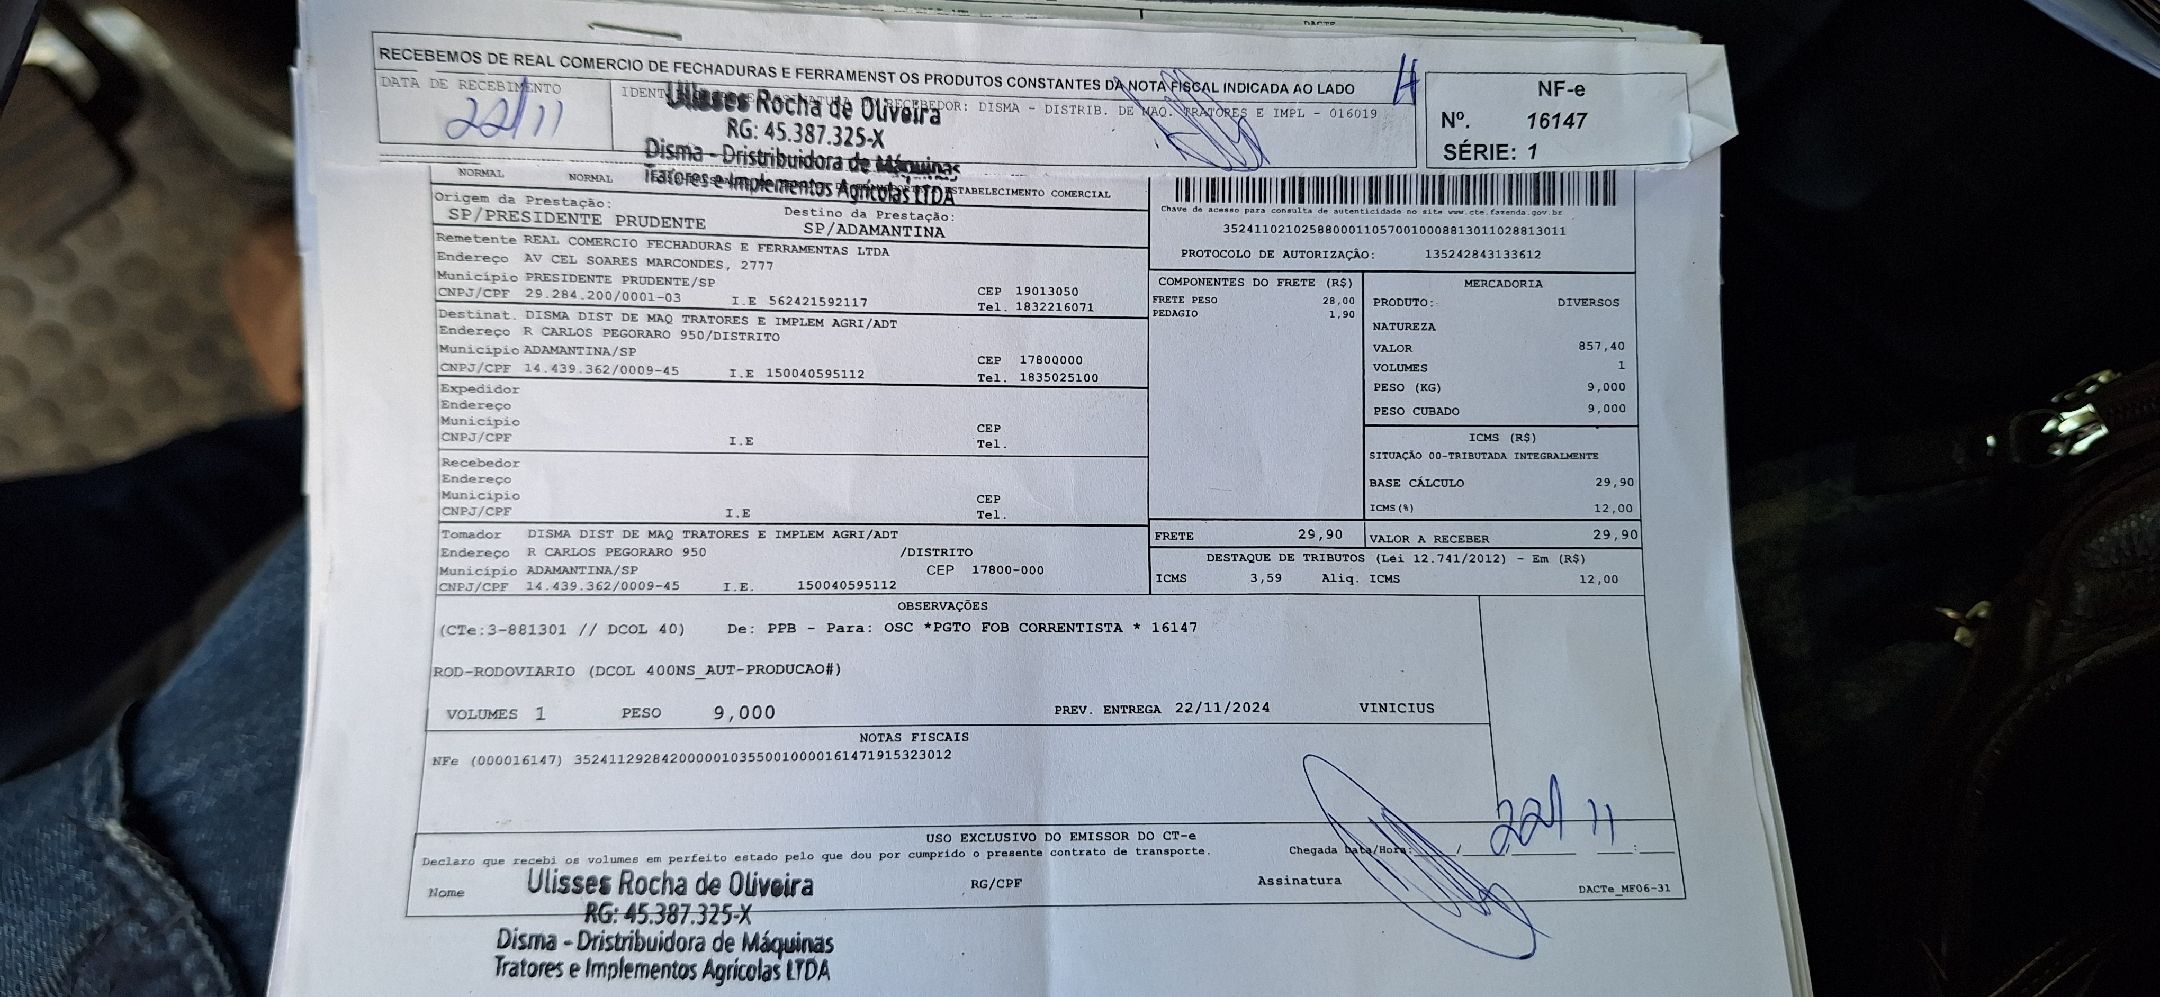 DACTE
RECEBEMOS DE REAL COMERCIO DE FECHADURAS E FERRAMENST OS PRODUTOS CONSTANTES DA NOTA FISCAL INDICADA AO LADO
DATA DE RECEBIMENTO
22/11
RECEBEDOR: DISMA - DISTRIB. DE MAQ. TRATORES E IMPL - 016019
Ulisses Rocha de Oliveira
RG: 45.387.325-X
Disma - Dristribuidora de Máquinas
Tratores e Implementos Agrícolas LTDA
NF-e
Nº. 16147
SÉRIE: 1
NORMAL NORMAL ESTABELECIMENTO COMERCIAL
Origem da Prestação:
SP/PRESIDENTE PRUDENTE
Destino da Prestação:
SP/ADAMANTINA
Chave de acesso para consulta de autenticidade no site www.cte.fazenda.gov.br
35241102102588000110570010008813011028813011
PROTOCOLO DE AUTORIZAÇÃO: 135242843133612
Remetente REAL COMERCIO FECHADURAS E FERRAMENTAS LTDA
Endereço AV CEL SOARES MARCONDES, 2777
Município PRESIDENTE PRUDENTE/SP CEP 19013050
CNPJ/CPF 29.284.200/0001-03 I.E 562421592117 Tel. 1832216071
Destinat. DISMA DIST DE MAQ TRATORES E IMPLEM AGRI/ADT
Endereço R CARLOS PEGORARO 950/DISTRITO
Município ADAMANTINA/SP CEP 17800000
CNPJ/CPF 14.439.362/0009-45 I.E 150040595112 Tel. 1835025100
Expedidor
Endereço
Município CEP
CNPJ/CPF I.E Tel.
Recebedor
Endereço
Município CEP
CNPJ/CPF I.E Tel.
Tomador DISMA DIST DE MAQ TRATORES E IMPLEM AGRI/ADT
Endereço R CARLOS PEGORARO 950 /DISTRITO
Município ADAMANTINA/SP CEP 17800-000
CNPJ/CPF 14.439.362/0009-45 I.E. 150040595112
COMPONENTES DO FRETE (R$)
FRETE PESO 28,00
PEDAGIO 1,90
MERCADORIA
PRODUTO: DIVERSOS
NATUREZA
VALOR 857,40
VOLUMES 1
PESO (KG) 9,000
PESO CUBADO 9,000
ICMS (R$)
SITUAÇÃO 00-TRIBUTADA INTEGRALMENTE
BASE CÁLCULO 29,90
ICMS(%) 12,00
FRETE 29,90 VALOR A RECEBER 29,90
DESTAQUE DE TRIBUTOS (Lei 12.741/2012) - Em (R$)
ICMS 3,59 Aliq. ICMS 12,00
OBSERVAÇÕES
(CTe:3-881301 // DCOL 40) De: PPB - Para: OSC *PGTO FOB CORRENTISTA * 16147
ROD-RODOVIARIO (DCOL 400NS_AUT-PRODUCAO#)
VOLUMES 1 PESO 9,000 PREV. ENTREGA 22/11/2024 VINICIUS
NOTAS FISCAIS
NFe (000016147) 35241129284200000103550010000161471915323012
USO EXCLUSIVO DO EMISSOR DO CT-e
Declaro que recebi os volumes em perfeito estado pelo que dou por cumprido o presente contrato de transporte.
Chegada Data/Hora: 22/11
Nome RG/CPF Assinatura
DACTe_MF06-31
Ulisses Rocha de Oliveira
RG: 45.387.325-X
Disma - Dristribuidora de Máquinas
Tratores e Implementos Agrícolas LTDA